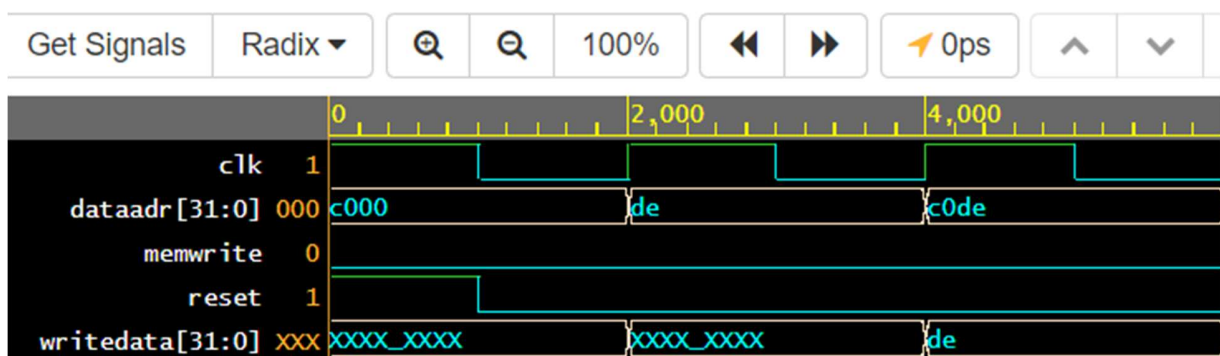 Get Signals Radix 100% 0ps
0 2,000 4,000
clk 1
dataadr[31:0] 000 c000 de c0de
memwrite 0
reset 1
writedata[31:0] XXX XXXX_XXXX XXXX_XXXX de